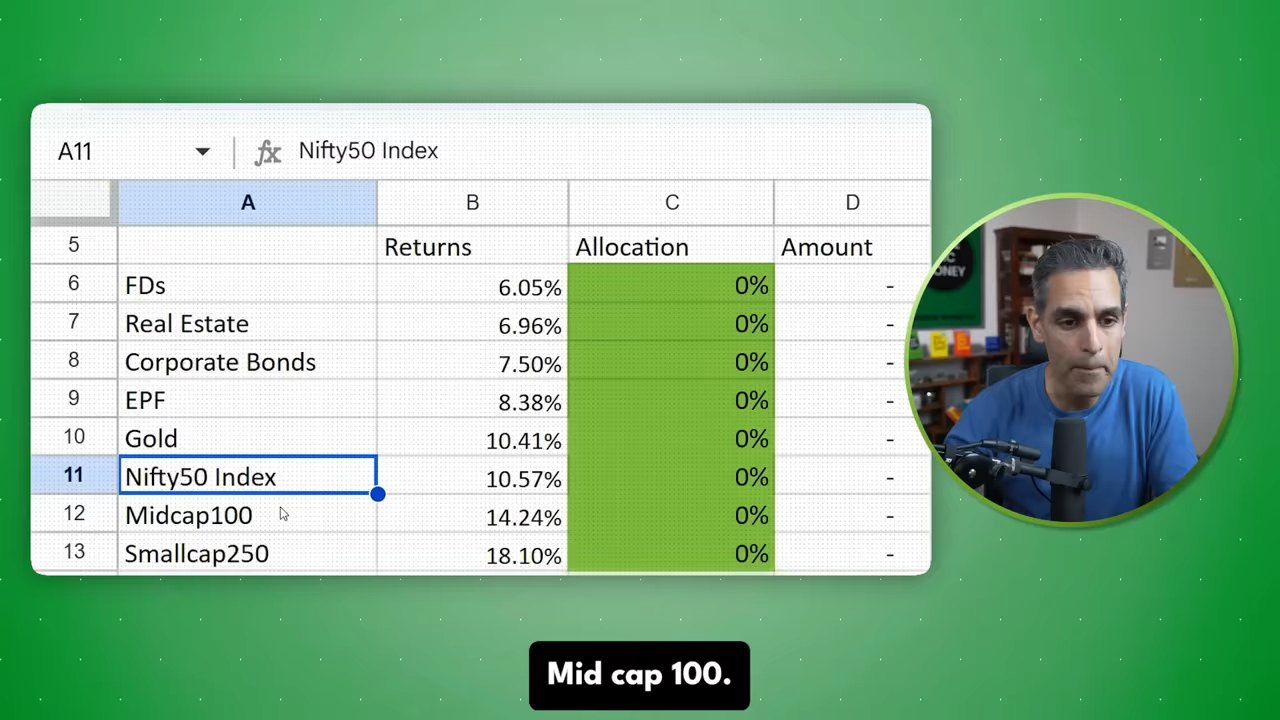 A11 fx Nifty50 Index
A B C D
5 Returns Allocation Amount
6 FDs 6.05% 0% -
7 Real Estate 6.96% 0% -
8 Corporate Bonds 7.50% 0% -
9 EPF 8.38% 0% -
10 Gold 10.41% 0% -
11 Nifty50 Index 10.57% 0% -
12 Midcap100 14.24% 0% -
13 Smallcap250 18.10% 0% -
Mid cap 100.